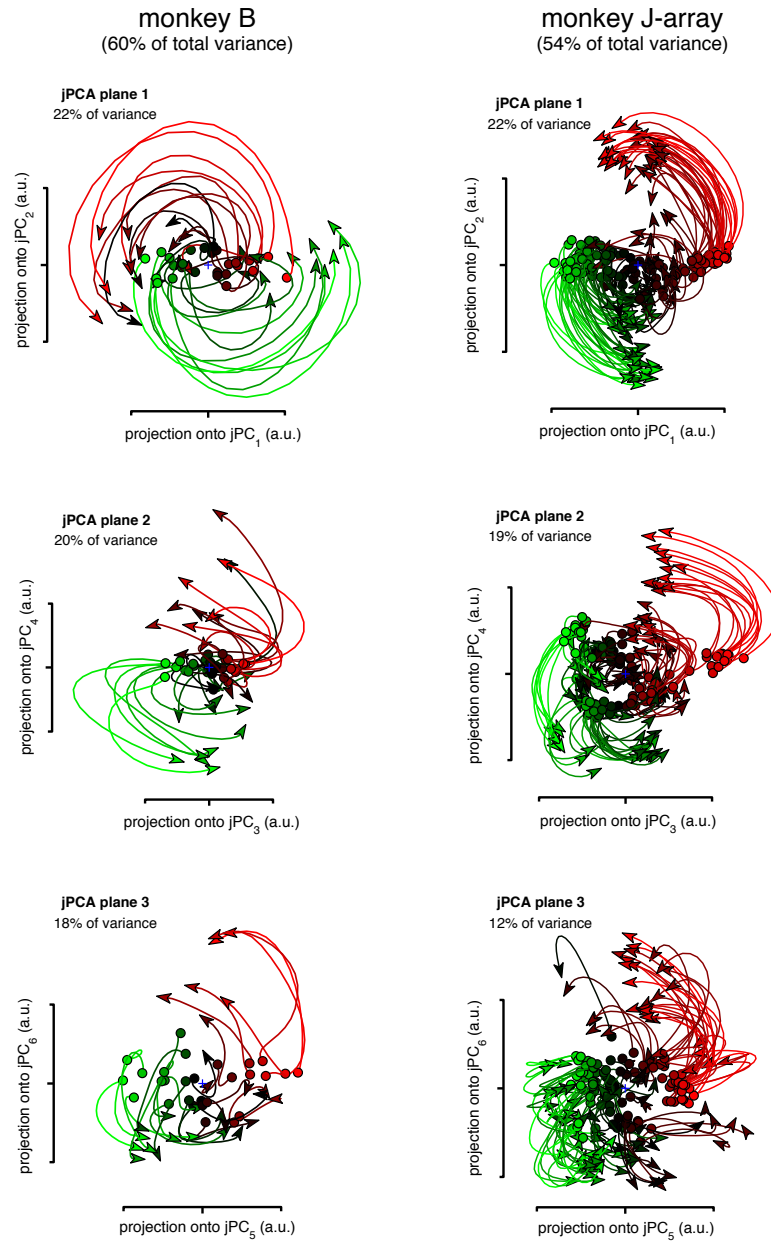 monkey B
(60% of total variance)
jPCA plane 1
22% of variance
projection onto jPC2 (a.u.)
projection onto jPC1 (a.u.)
jPCA plane 2
20% of variance
projection onto jPC4 (a.u.)
projection onto jPC3 (a.u.)
jPCA plane 3
18% of variance
projection onto jPC6 (a.u.)
projection onto jPC5 (a.u.)
monkey J-array
(54% of total variance)
jPCA plane 1
22% of variance
projection onto jPC2 (a.u.)
projection onto jPC1 (a.u.)
jPCA plane 2
19% of variance
projection onto jPC4 (a.u.)
projection onto jPC3 (a.u.)
jPCA plane 3
12% of variance
projection onto jPC6 (a.u.)
projection onto jPC5 (a.u.)